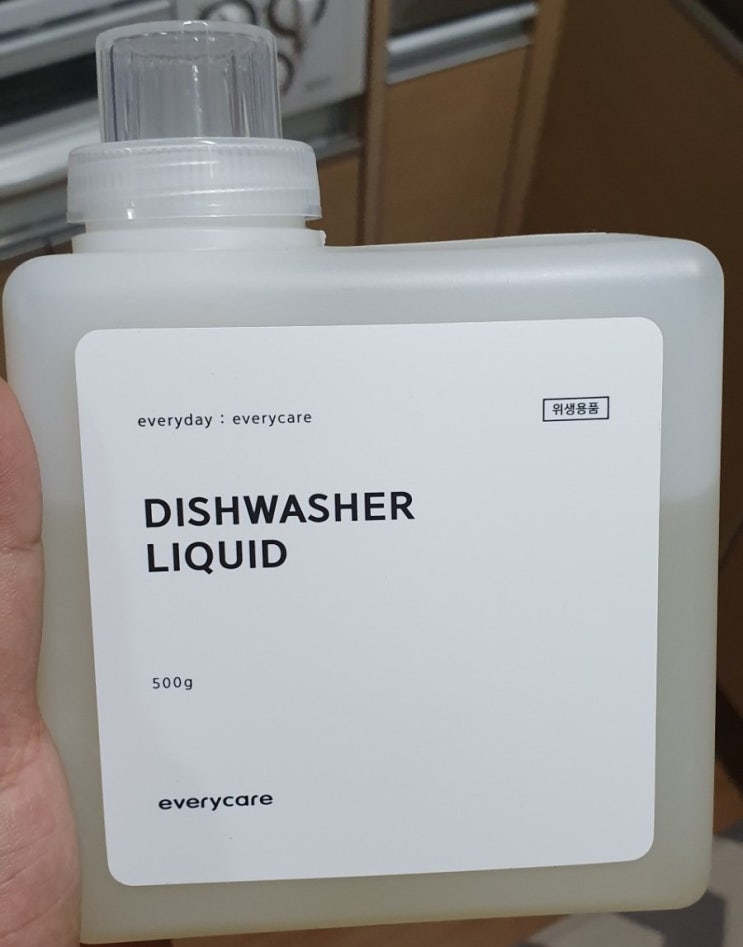 everyday : everycare
위생용품
DISHWASHER
LIQUID
500g
everycare